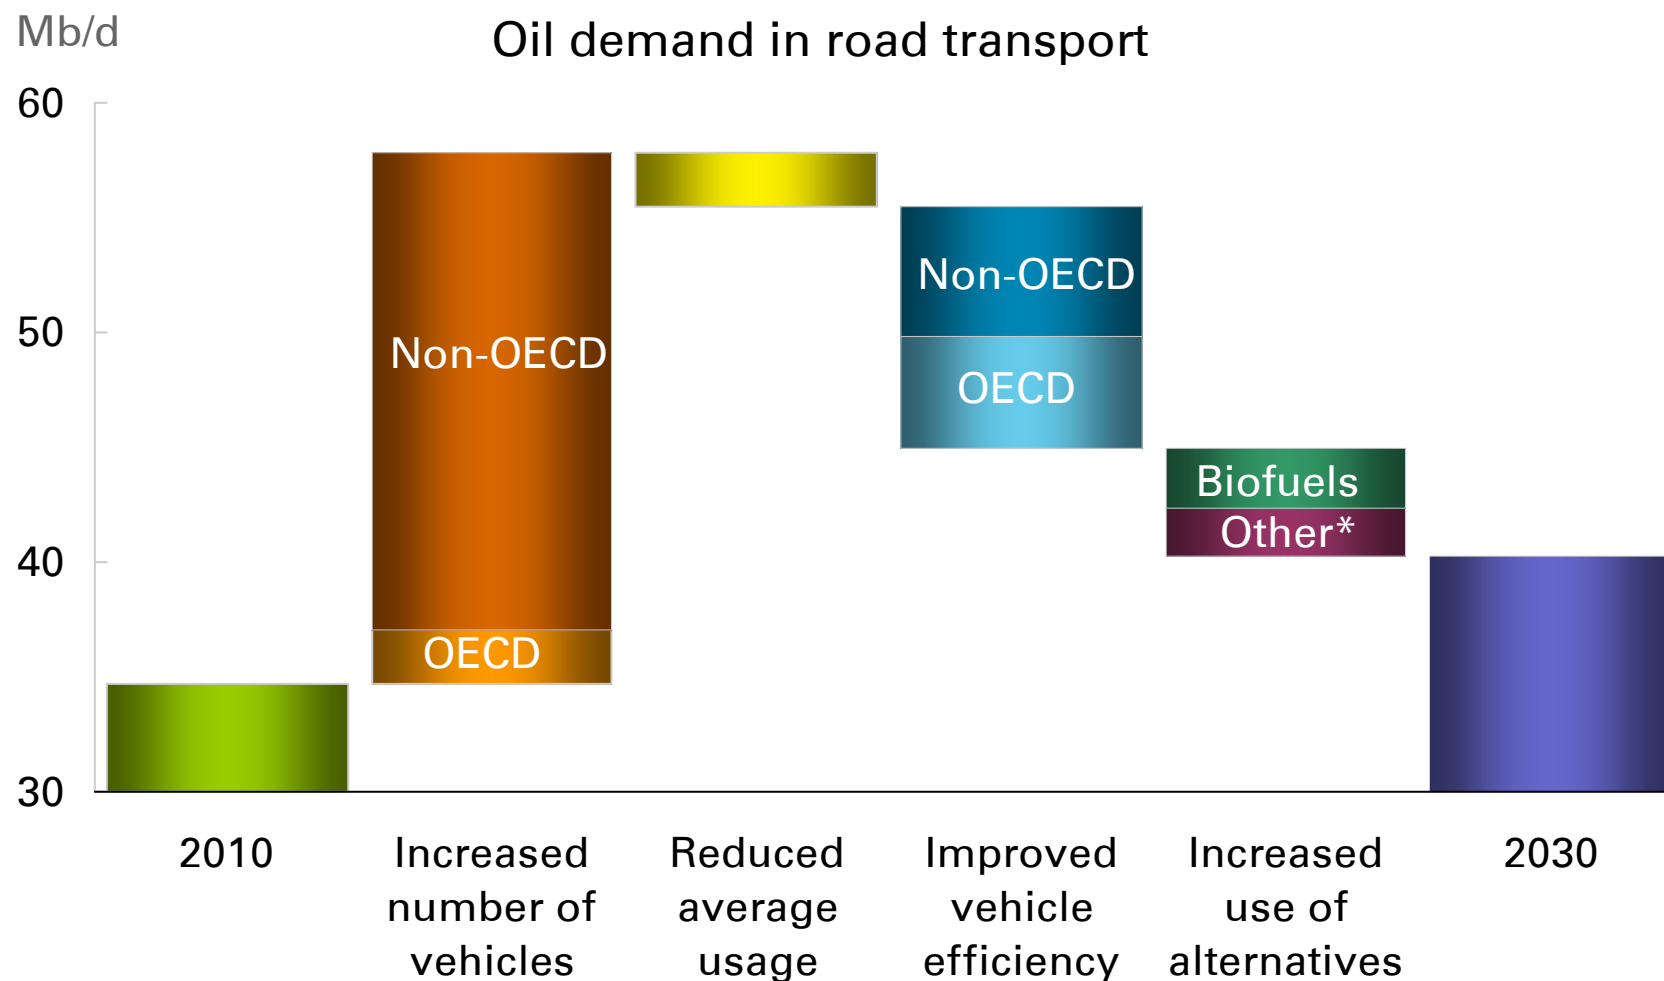 Mb/d
Oil demand in road transport
60
50
40
30
Non-OECD
OECD
Non-OECD
OECD
Biofuels
Other*
2010
Increased
number of
vehicles
Reduced
average
usage
Improved
vehicle
efficiency
Increased
use of
alternatives
2030